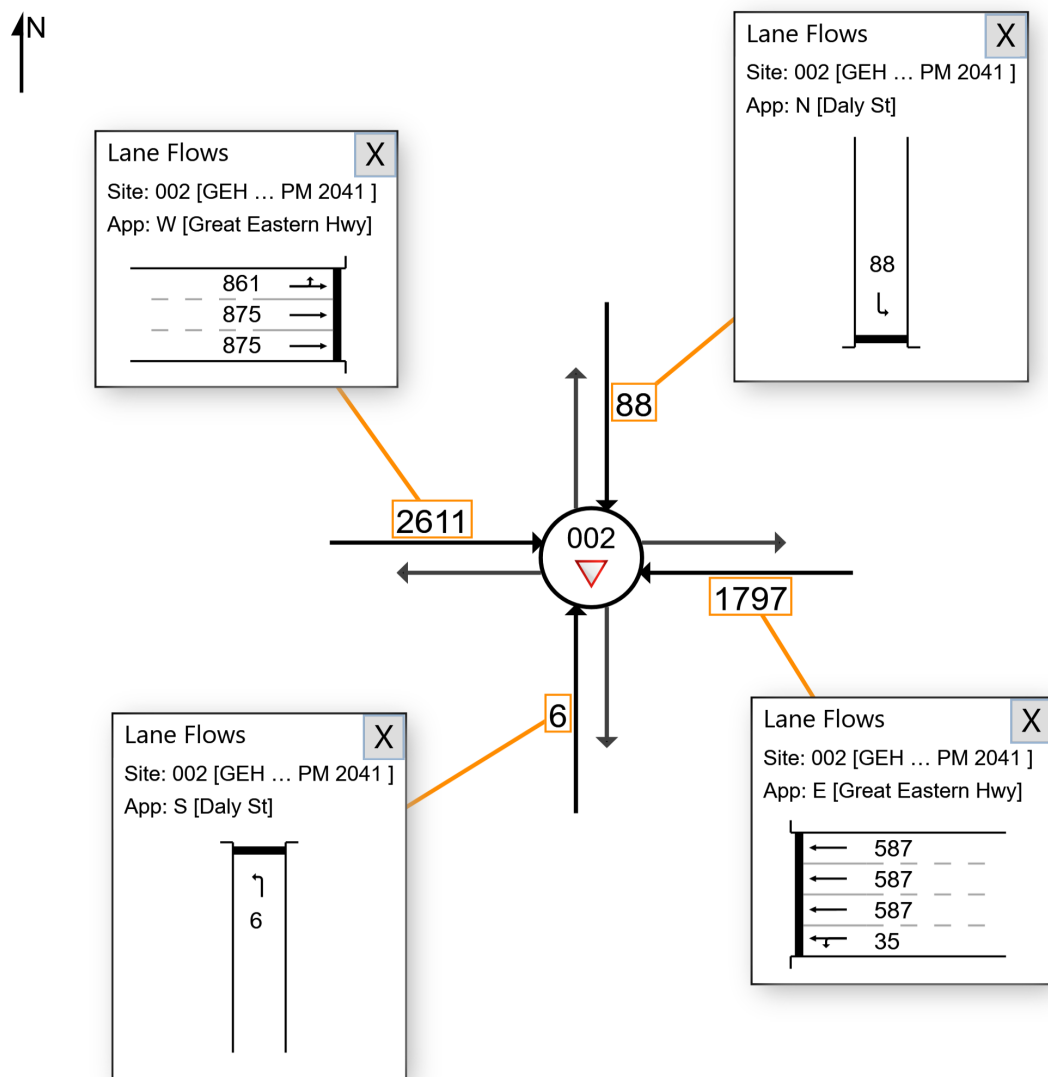 N
Lane Flows
X
Site: 002 [GEH ... PM 2041 ]
App: N [Daly St]
88
Lane Flows
X
Site: 002 [GEH ... PM 2041 ]
App: W [Great Eastern Hwy]
861
875
875
88
2611
002
1797
6
Lane Flows
X
Site: 002 [GEH ... PM 2041 ]
App: E [Great Eastern Hwy]
587
587
587
35
Lane Flows
X
Site: 002 [GEH ... PM 2041 ]
App: S [Daly St]
6